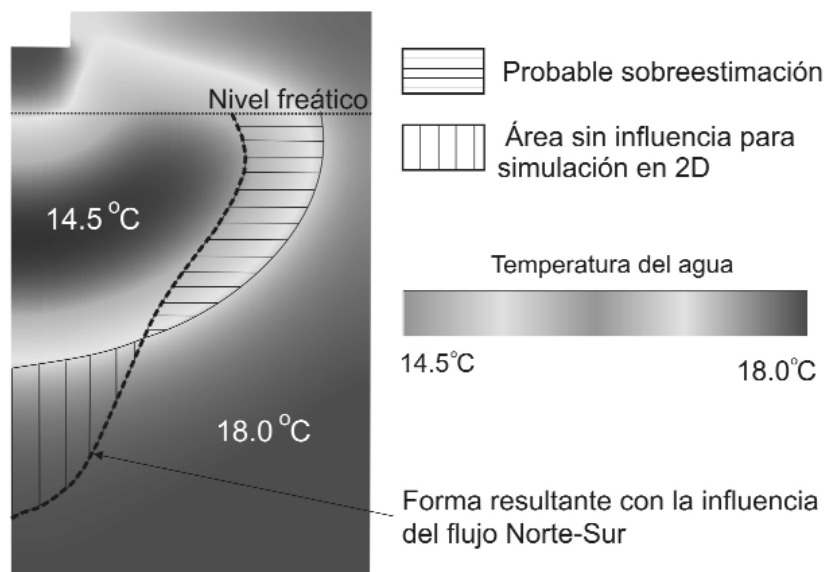 Nivel freático
14.5 °C
18.0 °C
Probable sobreestimación
Área sin influencia para
simulación en 2D
Temperatura del agua
14.5°C
18.0°C
Forma resultante con la influencia
del flujo Norte-Sur